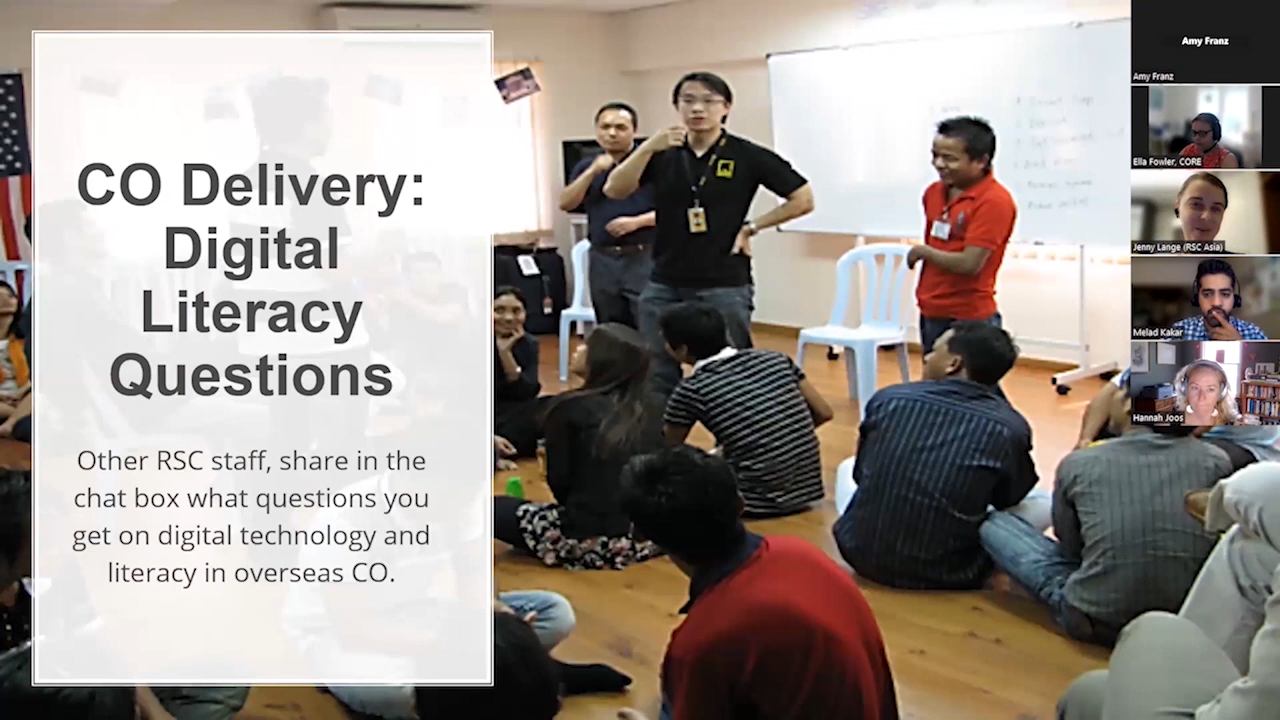 CO Delivery:
Digital
Literacy
Questions
Other RSC staff, share in the
chat box what questions you
get on digital technology and
literacy in overseas CO.
Amy Franz
Amy Franz
Ella Fowler, CORE
Jenny Lange (RSC Asia)
Melad Kakar
Hannah Joos